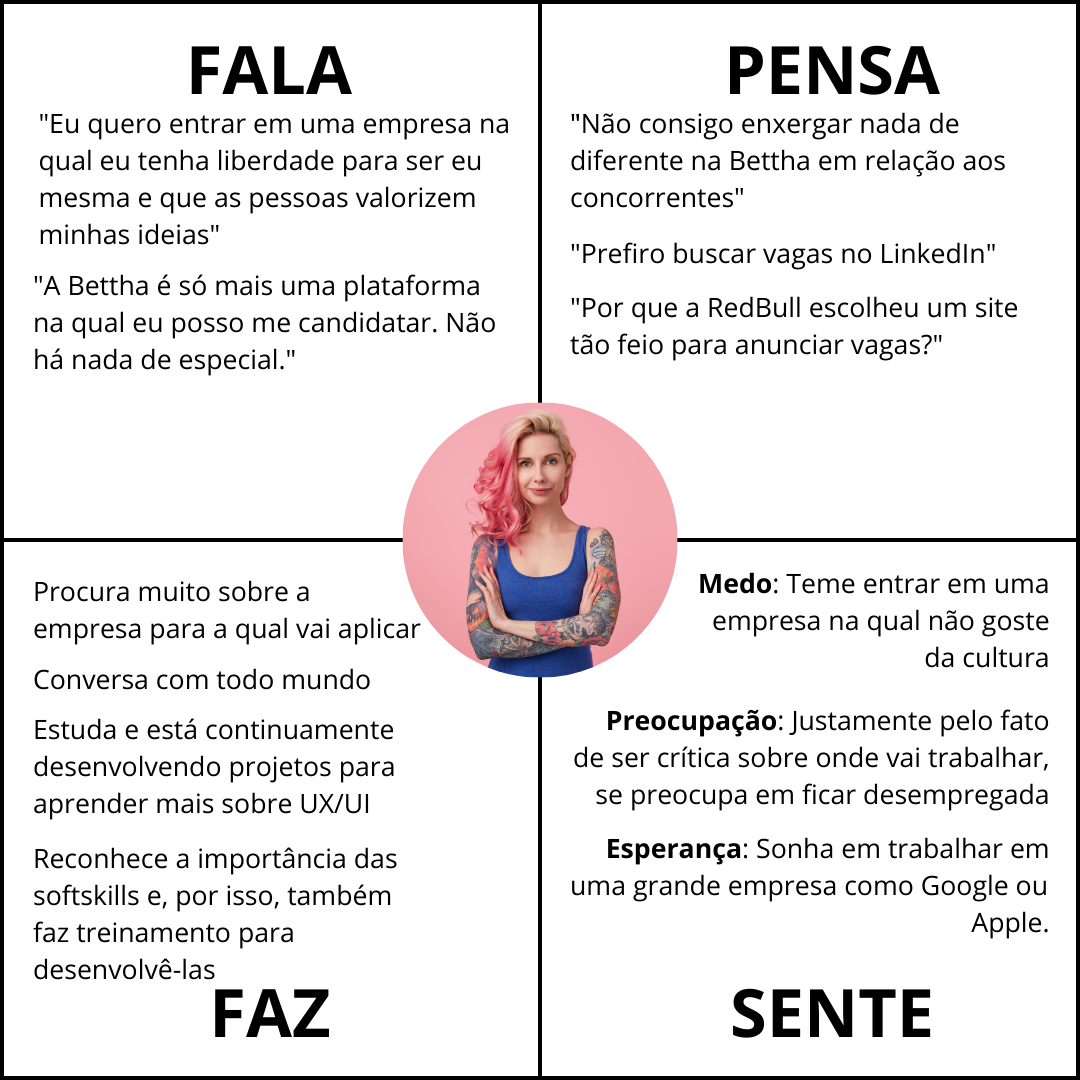 FALA
"Eu quero entrar em uma empresa na
qual eu tenha liberdade para ser eu
mesma e que as pessoas valorizem
minhas ideias"
"A Bettha é só mais uma plataforma
na qual eu posso me candidatar. Não
há nada de especial."
PENSA
"Não consigo enxergar nada de
diferente na Bettha em relação aos
concorrentes"
"Prefiro buscar vagas no LinkedIn"
"Por que a RedBull escolheu um site
tão feio para anunciar vagas?"
Procura muito sobre a
empresa para a qual vai aplicar
Conversa com todo mundo
Estuda e está continuamente
desenvolvendo projetos para
aprender mais sobre UX/UI
Reconhece a importância das
softskills e, por isso, também
faz treinamento para
desenvolvê-las
FAZ
Medo: Teme entrar em uma
empresa na qual não goste
da cultura
Preocupação: Justamente pelo fato
de ser crítica sobre onde vai trabalhar,
se preocupa em ficar desempregada
Esperança: Sonha em trabalhar em
uma grande empresa como Google ou
Apple.
SENTE